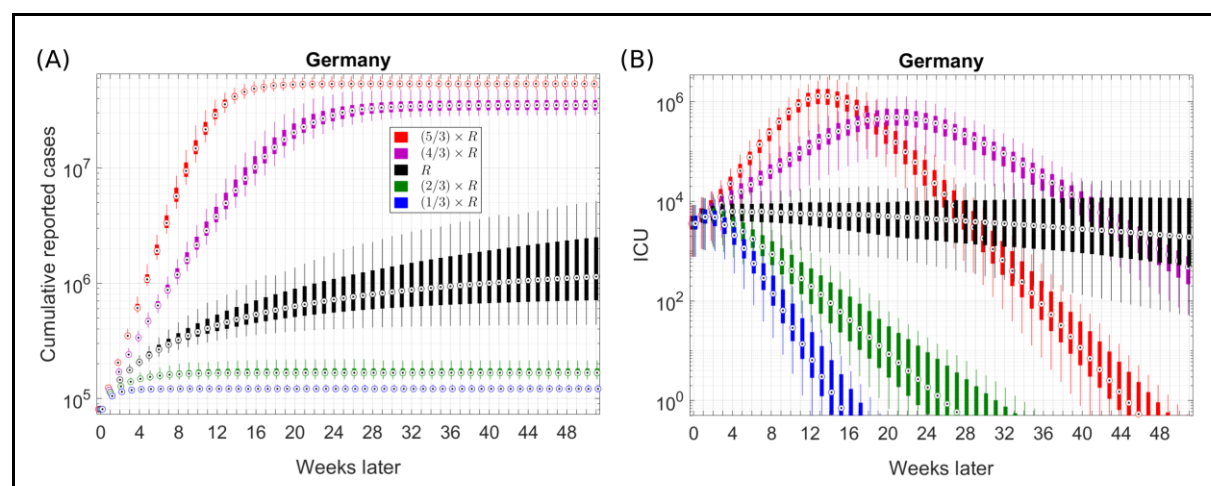 (A)
Germany
Cumulative reported cases
10^7
10^6
10^5
(5/3) × R
(4/3) × R
R
(2/3) × R
(1/3) × R
0 4 8 12 16 20 24 28 32 36 40 44 48
Weeks later
(B)
Germany
ICU
10^6
10^4
10^2
10^0
0 4 8 12 16 20 24 28 32 36 40 44 48
Weeks later